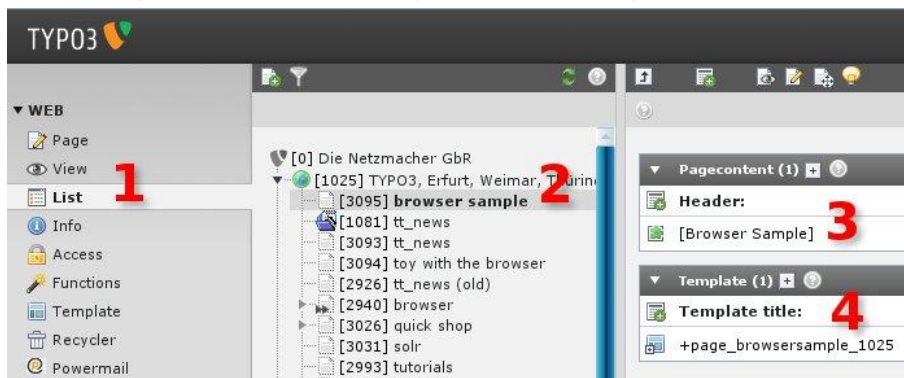 TYPO3
WEB
Page
View
List
Info
Access
Functions
Template
Recycler
Powermail
1
[0] Die Netzmacher GbR
[1025] TYPO3, Erfurt, Weimar,
[3095] browser sample
[1081] tt_news
[3093] tt_news
[3094] toy with the browser
[2926] tt_news (old)
[2940] browser
[3026] quick shop
[3031] solr
[2993] tutorials
2
Pagecontent (1)
Header:
[Browser Sample]
3
Template (1)
Template title:
+page_browsersample_1025
4